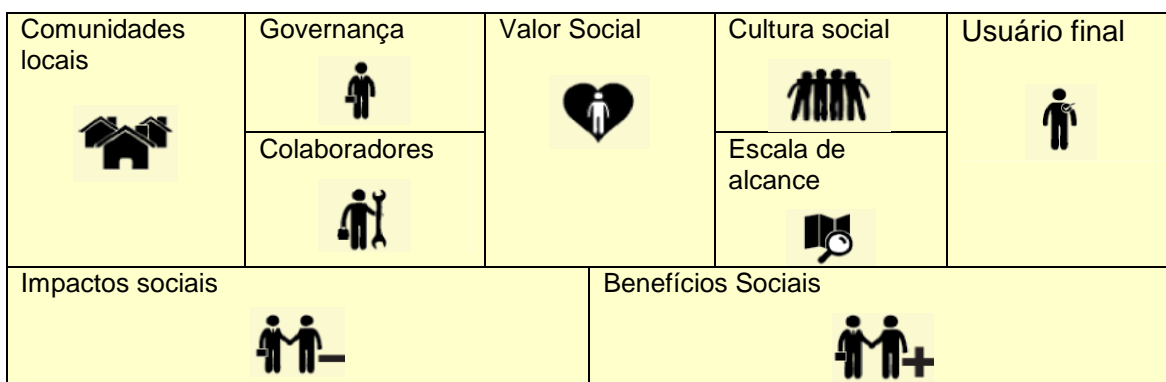 Comunidades
locais
Governança
Colaboradores
Valor Social
Cultura social
Escala de
alcance
Usuário final
Impactos sociais
Benefícios Sociais